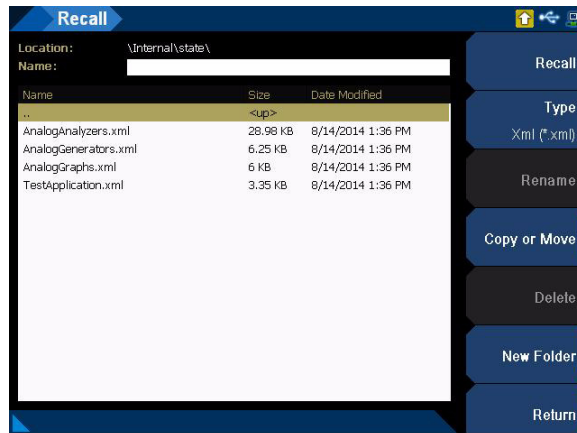 Recall
Location: \Internal\state\
Name:
Name Size Date Modified
.. <up>
AnalogAnalyzers.xml 28.98 KB 8/14/2014 1:36 PM
AnalogGenerators.xml 6.25 KB 8/14/2014 1:36 PM
AnalogGraphs.xml 6 KB 8/14/2014 1:36 PM
TestApplication.xml 3.35 KB 8/14/2014 1:36 PM
Recall
Type
Xml (*.xml)
Rename
Copy or Move
Delete
New Folder
Return